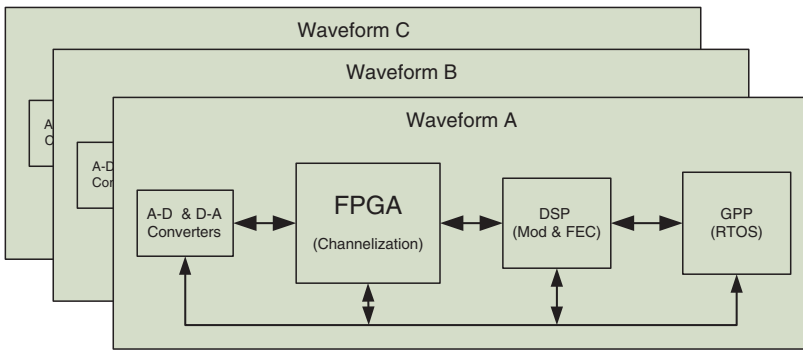 Waveform C
Waveform B
Waveform A
A-D
A-D & D-A
Converters
FPGA
(Channelization)
DSP
(Mod & FEC)
GPP
(RTOS)